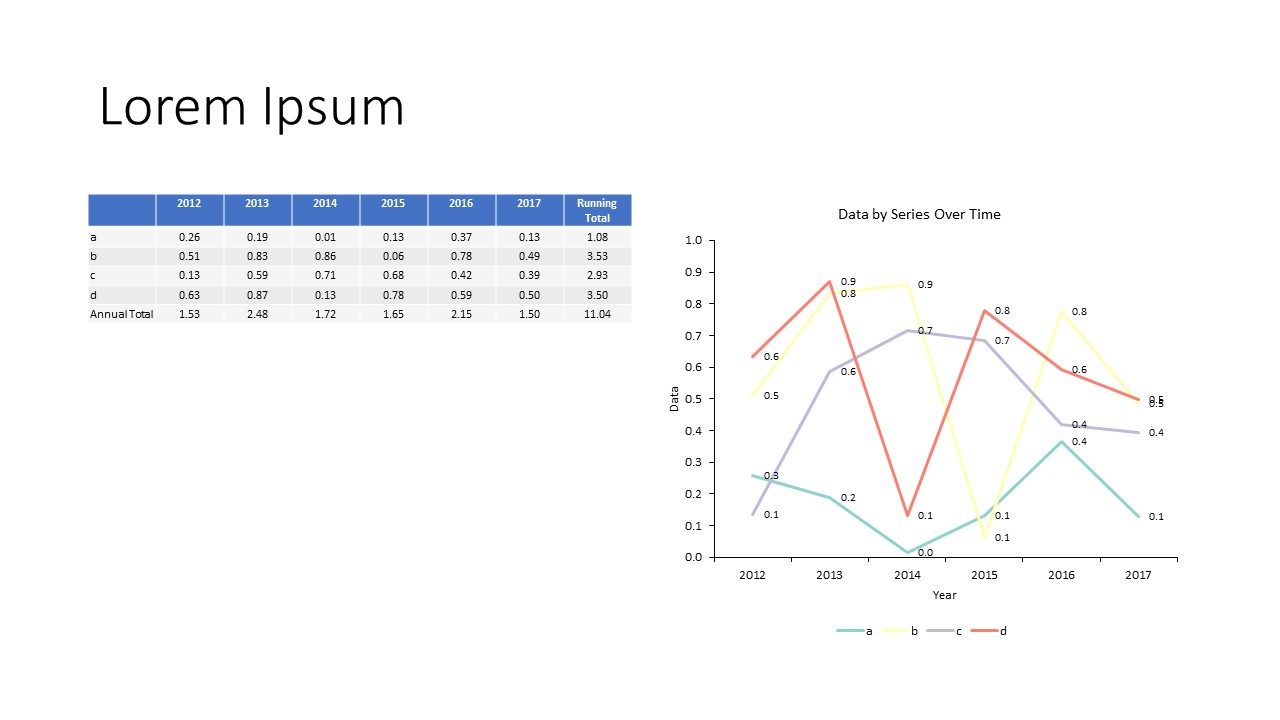 Lorem Ipsum
2012 2013 2014 2015 2016 2017 Running
Total
a 0.26 0.19 0.01 0.13 0.37 0.13 1.08
b 0.51 0.83 0.86 0.06 0.78 0.49 3.53
c 0.13 0.59 0.71 0.68 0.42 0.39 2.93
d 0.63 0.87 0.13 0.78 0.59 0.50 3.50
Annual Total 1.53 2.48 1.72 1.65 2.15 1.50 11.04
Data by Series Over Time
1.0
0.9
0.8
0.7
0.6
0.5
0.4
0.3
0.2
0.1
0.0
Data
0.9
0.8
0.9
0.8
0.8
0.7
0.7
0.6
0.6
0.6
0.5
0.5
0.5
0.4
0.4
0.4
0.3
0.2
0.1
0.1
0.1
0.1
0.1
0.0
2012 2013 2014 2015 2016 2017
Year
a b c d